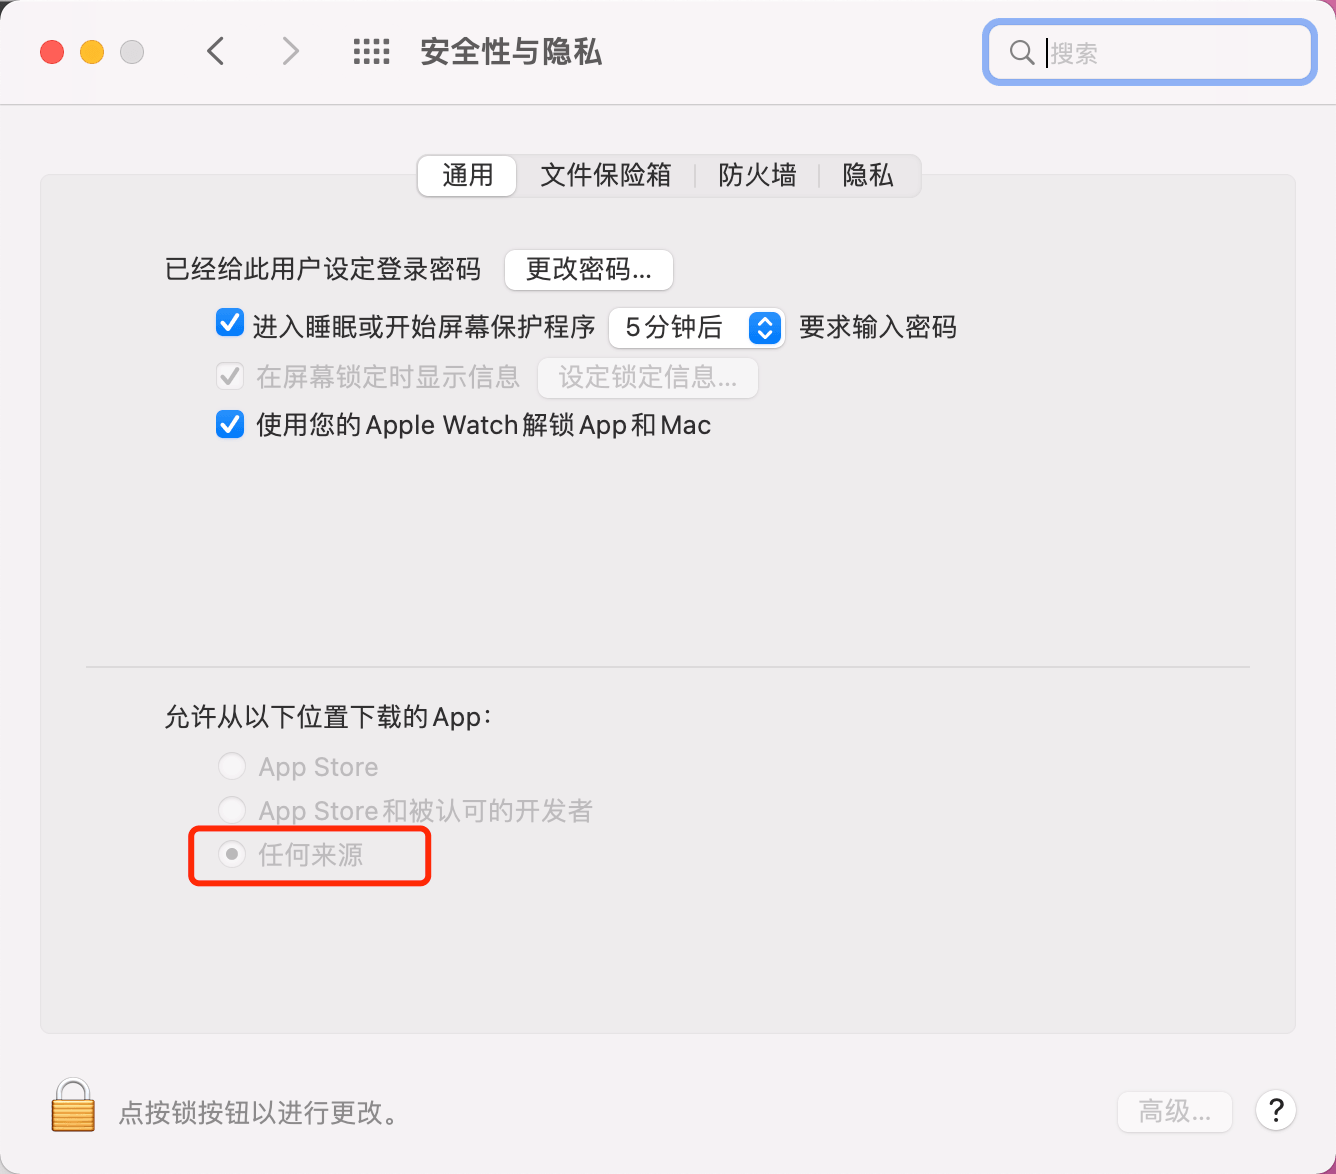 安全性与隐私
搜索
通用 文件保险箱 防火墙 隐私
已经给此用户设定登录密码 更改密码...
进入睡眠或开始屏幕保护程序 5分钟后 要求输入密码
在屏幕锁定时显示信息 设定锁定信息...
使用您的Apple Watch解锁App和Mac
允许从以下位置下载的App：
App Store
App Store和被认可的开发者
任何来源
点按锁按钮以进行更改。
高级... ?